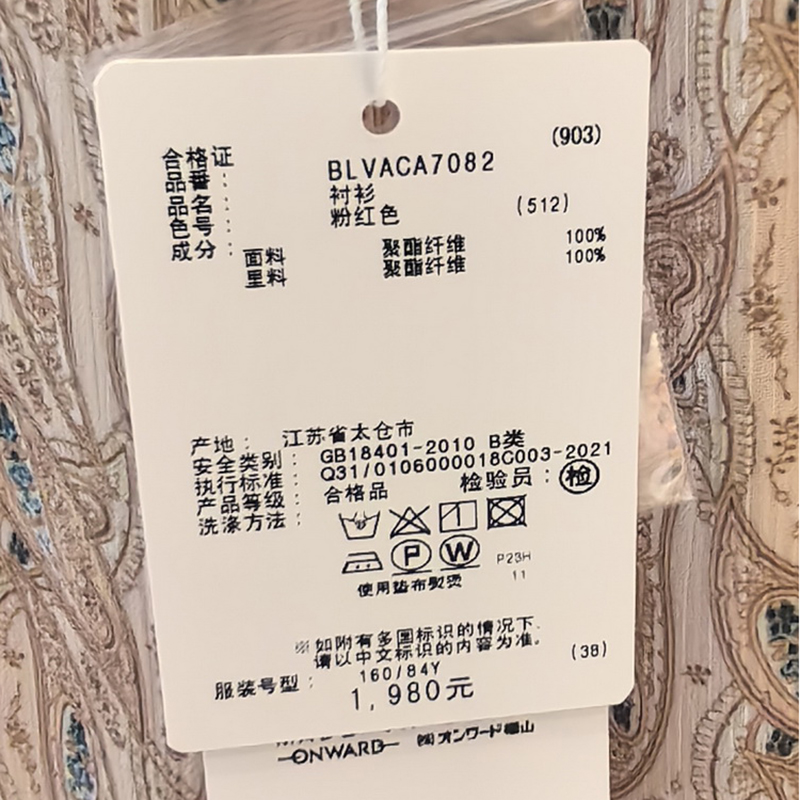 (903)
合格证
品番： BLVACA7082
品名： 衬衫
色号： 粉红色 (512)
成分： 面料 聚酯纤维 100%
里料 聚酯纤维 100%
产地： 江苏省太仓市
安全类别： GB18401-2010 B类
执行标准： Q31/0106000018C003-2021
产品等级： 合格品 检验员：检
洗涤方法：
P W
P23H
11
使用垫布熨烫
※如附有多国标识的情况下，
请以中文标识的内容为准。
(38)
服装号型： 160/84Y
1,980元
ONWARD ㈱オンワード樫山